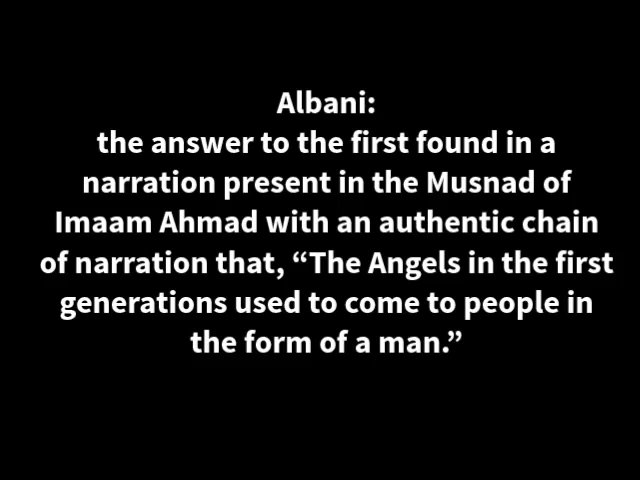 Albani:
the answer to the first found in a
narration present in the Musnad of
Imaam Ahmad with an authentic chain
of narration that, “The Angels in the first
generations used to come to people in
the form of a man.”